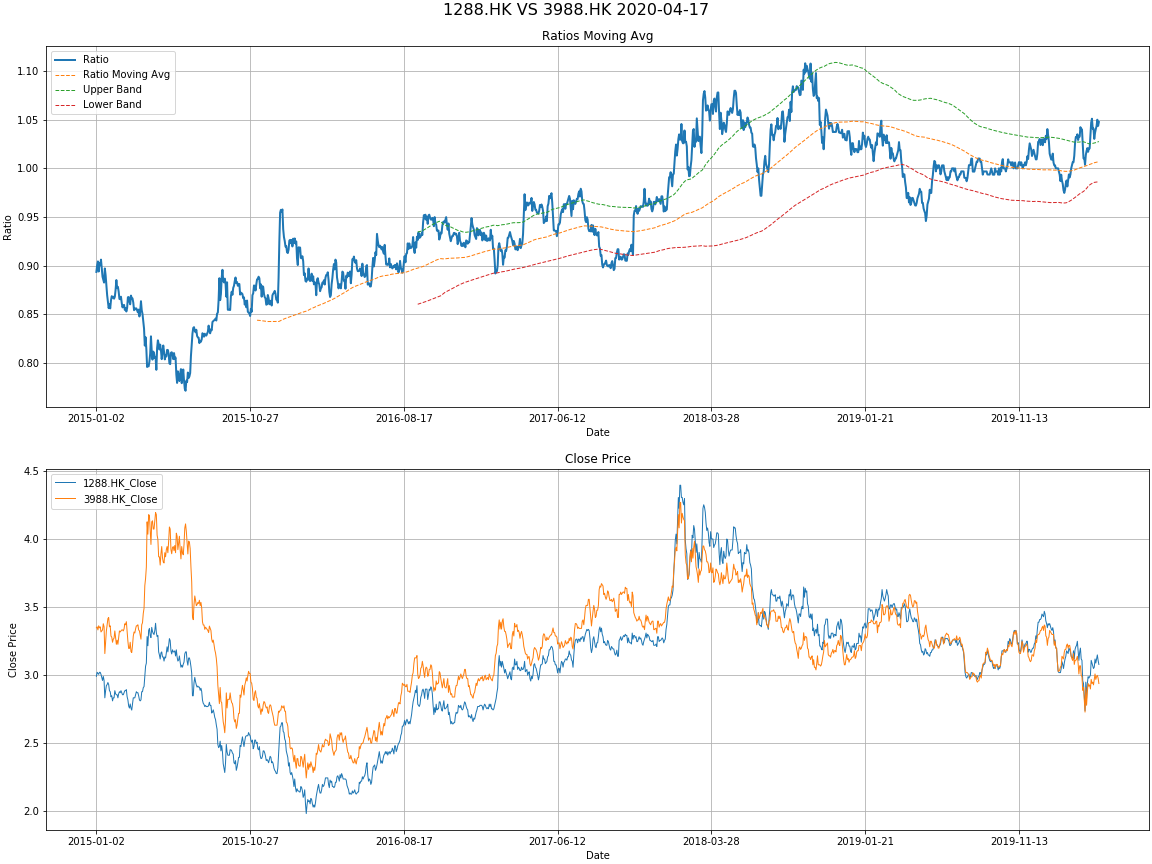 1288.HK VS 3988.HK 2020-04-17
Ratios Moving Avg
Ratio
Ratio Moving Avg
Upper Band
Lower Band
1.10
1.05
1.00
0.95
0.90
0.85
0.80
Ratio
2015-01-02 2015-10-27 2016-08-17 2017-06-12 2018-03-28 2019-01-21 2019-11-13
Date
Close Price
1288.HK_Close
3988.HK_Close
4.5
4.0
3.5
3.0
2.5
2.0
Close Price
2015-01-02 2015-10-27 2016-08-17 2017-06-12 2018-03-28 2019-01-21 2019-11-13
Date